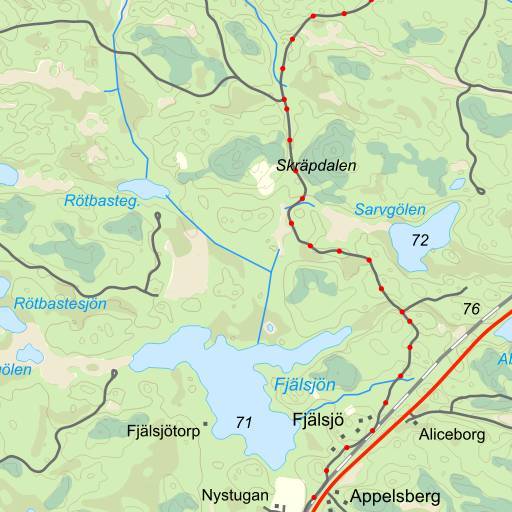 Skräpdalen
Rötbasteg.
Sarvgölen
72
Rötbastesjön
76
gölen
Fjälsjön
71
Fjälsjö
Fjälsjötorp
Aliceborg
Nystugan
Appelsberg